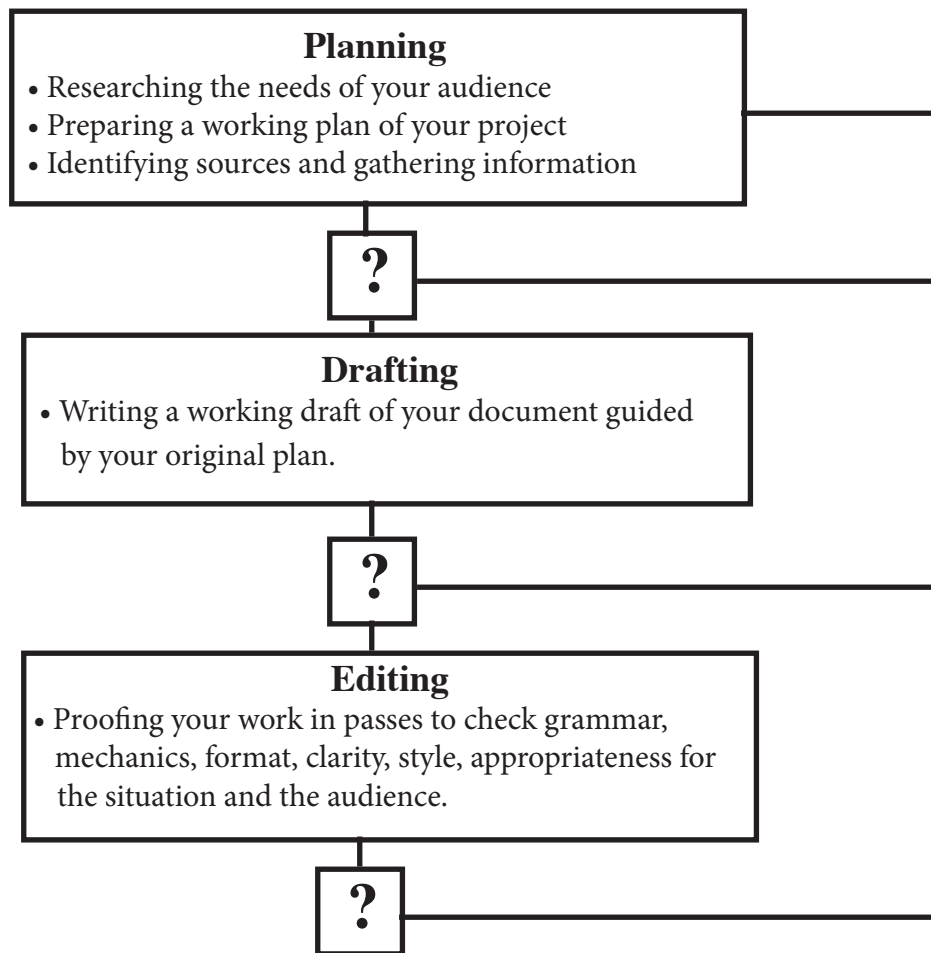 Planning
• Researching the needs of your audience
• Preparing a working plan of your project
• Identifying sources and gathering information
?
Drafting
• Writing a working draft of your document guided
by your original plan.
?
Editing
• Proofing your work in passes to check grammar,
mechanics, format, clarity, style, appropriateness for
the situation and the audience.
?